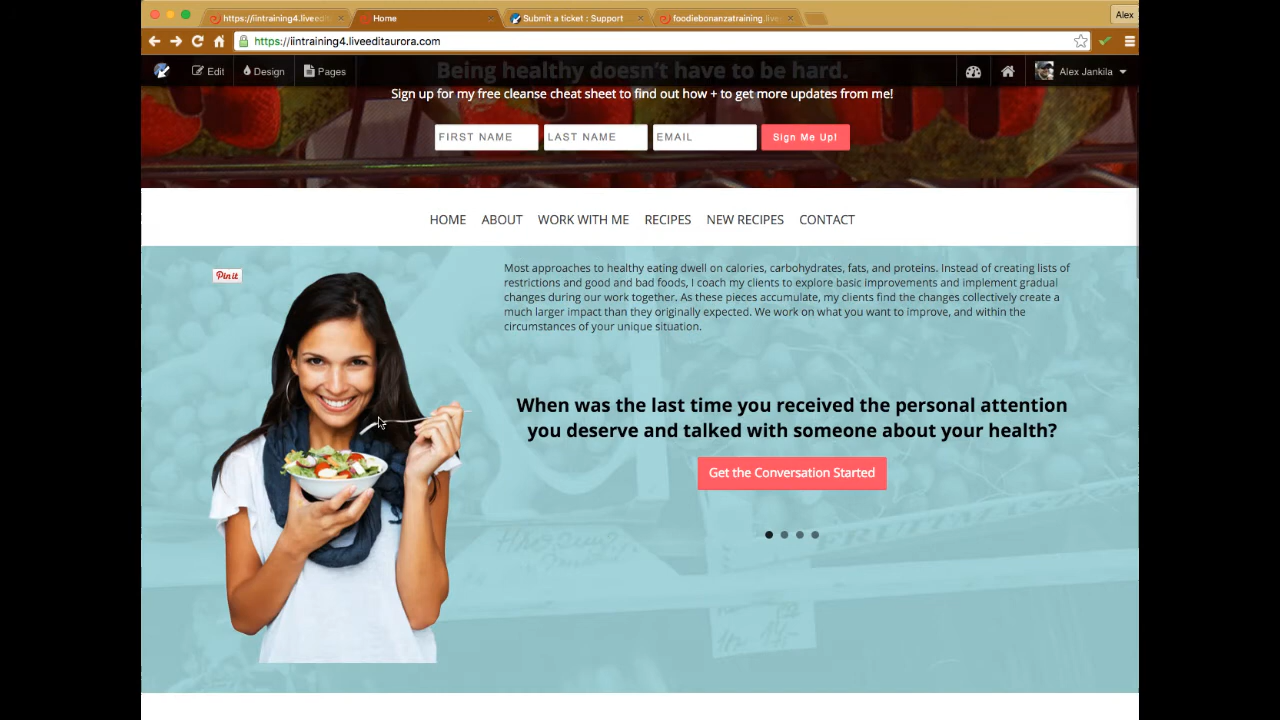 https://iintraining4.liveedit
Home
Submit a ticket : Support
foodiebonanzatraining.live
Alex
https://iintraining4.liveeditaurora.com
Edit
Design
Pages
Alex Jankila
Being healthy doesn't have to be hard.
Sign up for my free cleanse cheat sheet to find out how + to get more updates from me!
FIRST NAME
LAST NAME
EMAIL
Sign Me Up!
HOME
ABOUT
WORK WITH ME
RECIPES
NEW RECIPES
CONTACT
Pin it
Most approaches to healthy eating dwell on calories, carbohydrates, fats, and proteins. Instead of creating lists of
restrictions and good and bad foods, I coach my clients to explore basic improvements and implement gradual
changes during our work together. As these pieces accumulate, my clients find the changes collectively create a
much larger impact than they originally expected. We work on what you want to improve, and within the
circumstances of your unique situation.
When was the last time you received the personal attention
you deserve and talked with someone about your health?
Get the Conversation Started